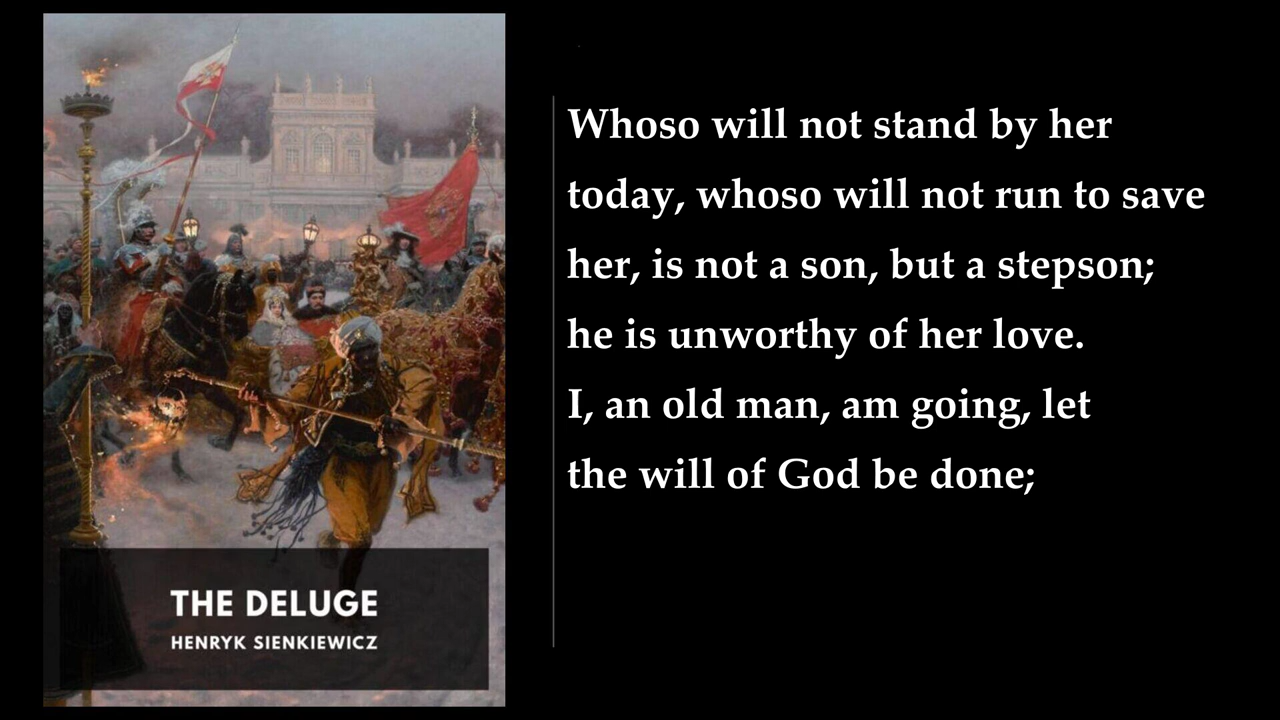 Whoso will not stand by her
today, whoso will not run to save
her, is not a son, but a stepson;
he is unworthy of her love.
I, an old man, am going, let
the will of God be done;
THE DELUGE
HENRYK SIENKIEWICZ